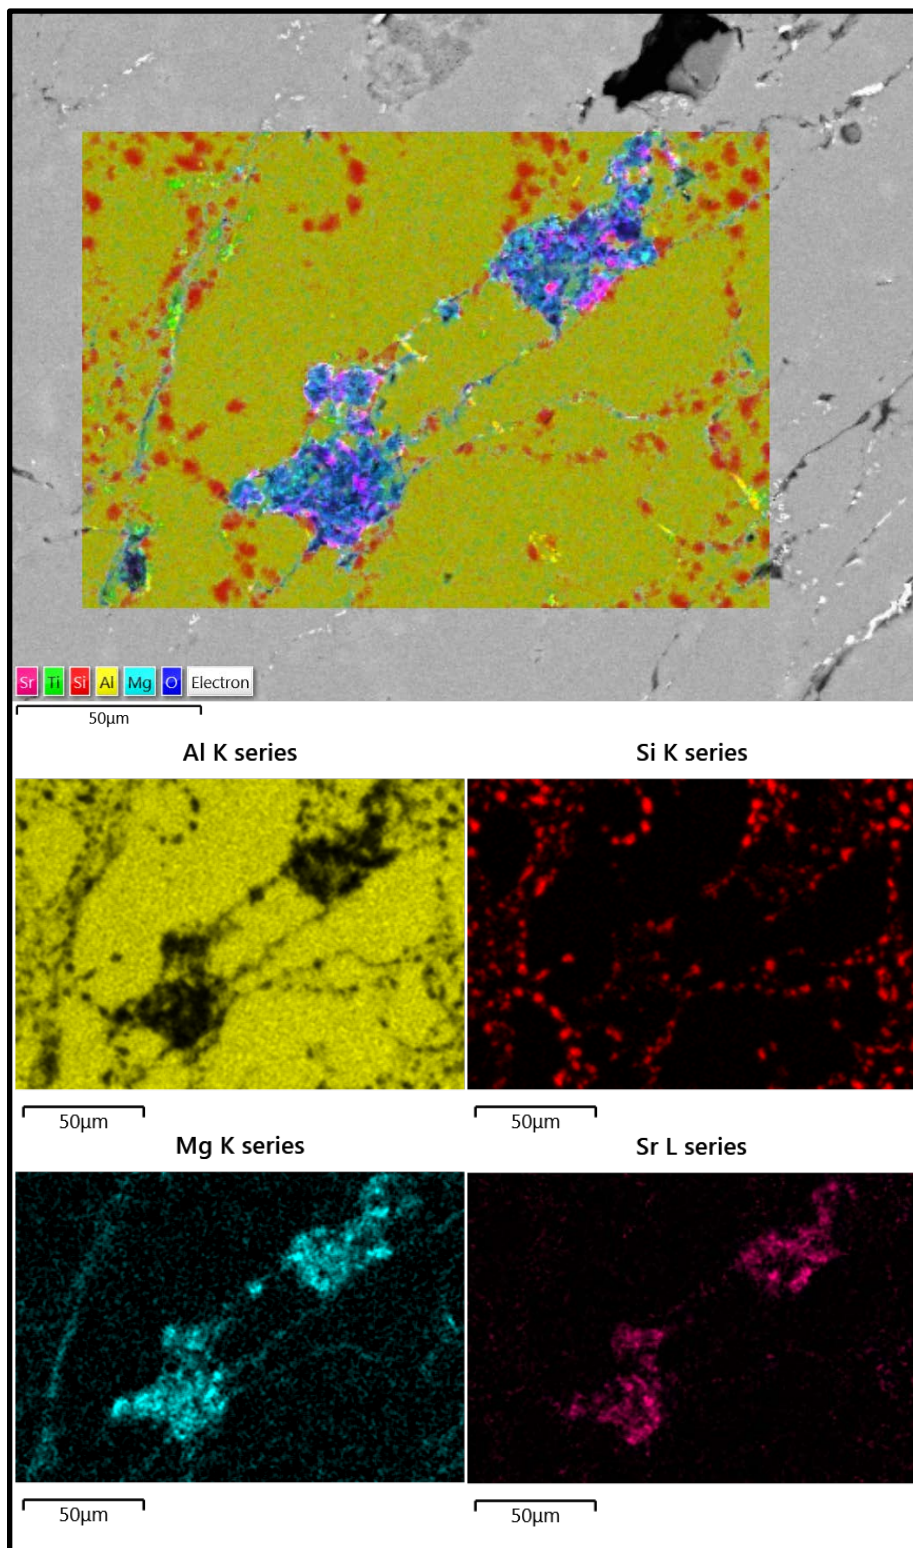 Sr Ti Si Al Mg O Electron
50µm
Al K series Si K series
50µm 50µm
Mg K series Sr L series
50µm 50µm